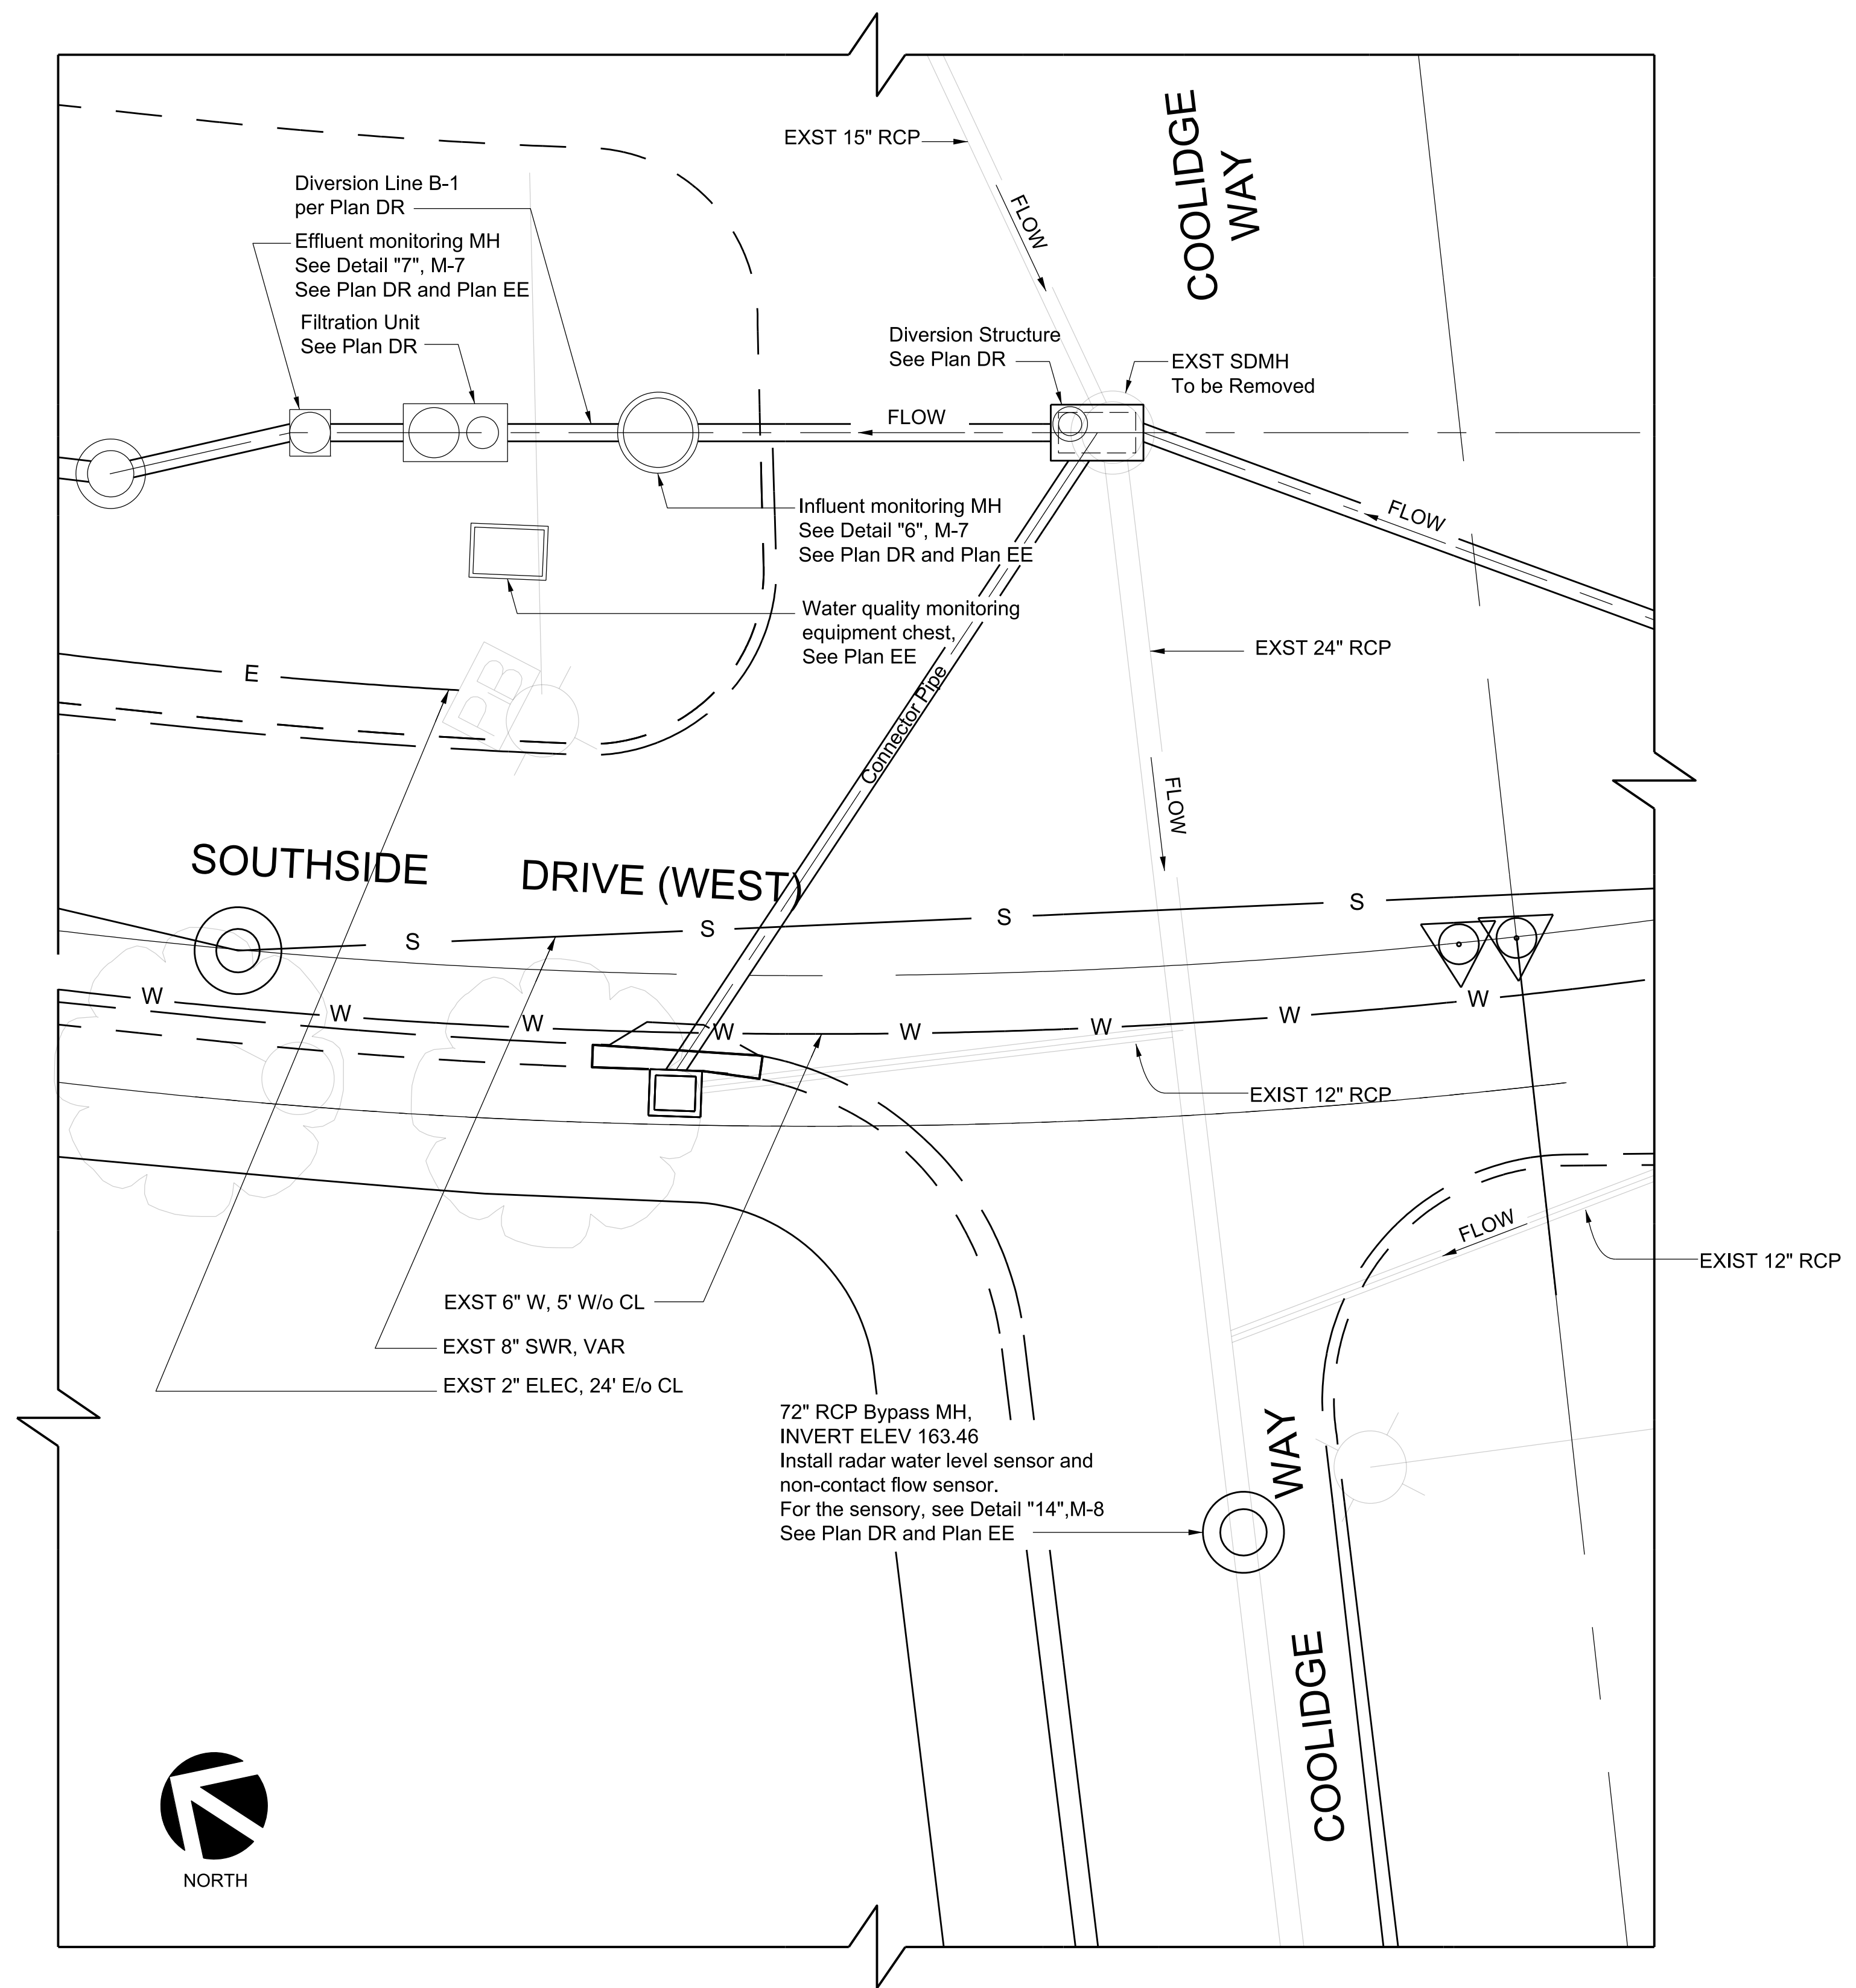 EXST 15" RCP
FLOW
COOLIDGE
WAY
Diversion Line B-1
per Plan DR
Effluent monitoring MH
See Detail "7", M-7
See Plan DR and Plan EE
Filtration Unit
See Plan DR
Diversion Structure
See Plan DR
EXST SDMH
To be Removed
FLOW
FLOW
Influent monitoring MH
See Detail "6", M-7
See Plan DR and Plan EE
Water quality monitoring
equipment chest,
See Plan EE
EXST 24" RCP
E
PB
Connector Pipe
FLOW
SOUTHSIDE DRIVE (WEST)
S S S S
W W W W W W W W
EXIST 12" RCP
FLOW
EXIST 12" RCP
EXST 6" W, 5' W/o CL
EXST 8" SWR, VAR
EXST 2" ELEC, 24' E/o CL
72" RCP Bypass MH,
INVERT ELEV 163.46
Install radar water level sensor and
non-contact flow sensor.
For the sensory, see Detail "14",M-8
See Plan DR and Plan EE
COOLIDGE WAY
NORTH